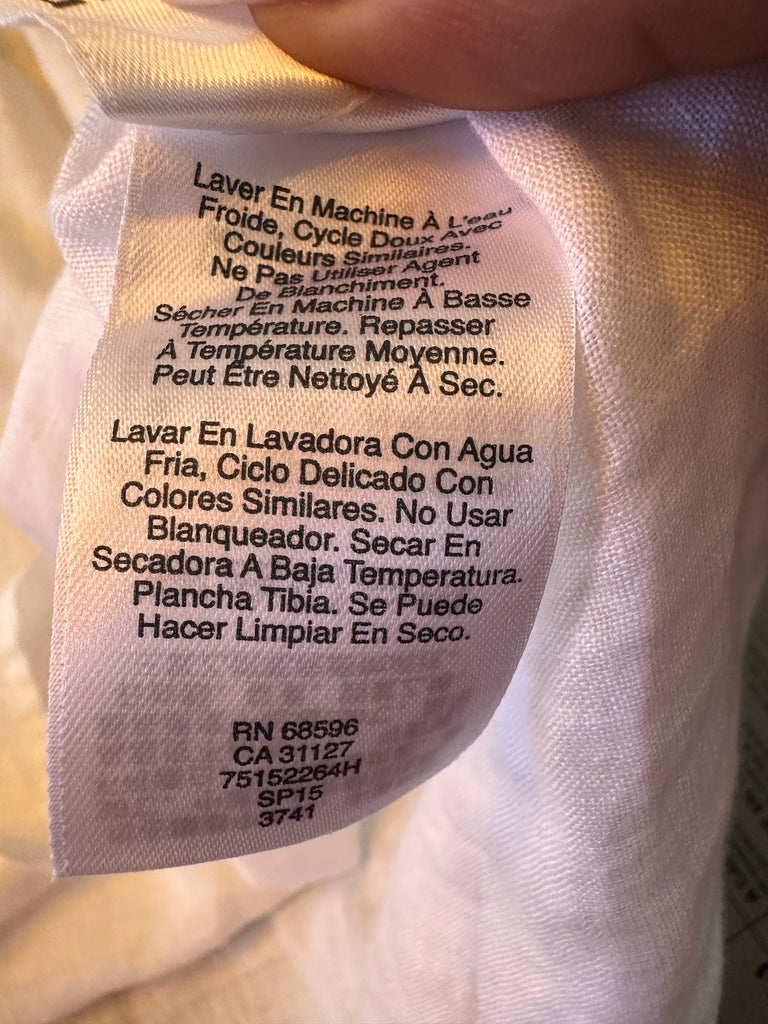 Laver En Machine À L'eau
Froide, Cycle Doux Avec
Couleurs Similaires.
Ne Pas Utiliser Agent
De Blanchiment.
Sécher En Machine À Basse
Température. Repasser
À Température Moyenne.
Peut Être Nettoyé À Sec.
Lavar En Lavadora Con Agua
Fria, Ciclo Delicado Con
Colores Similares. No Usar
Blanqueador. Secar En
Secadora A Baja Temperatura.
Plancha Tibia. Se Puede
Hacer Limpiar En Seco.
RN 68596
CA 31127
75152264H
SP15
3741